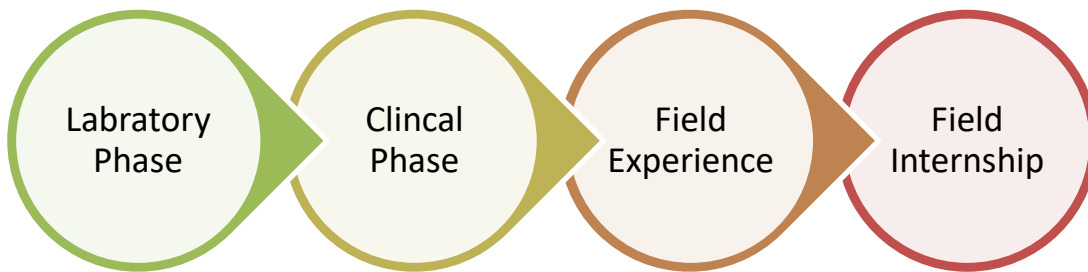 Labratory
Phase
Clincal
Phase
Field
Experience
Field
Internship